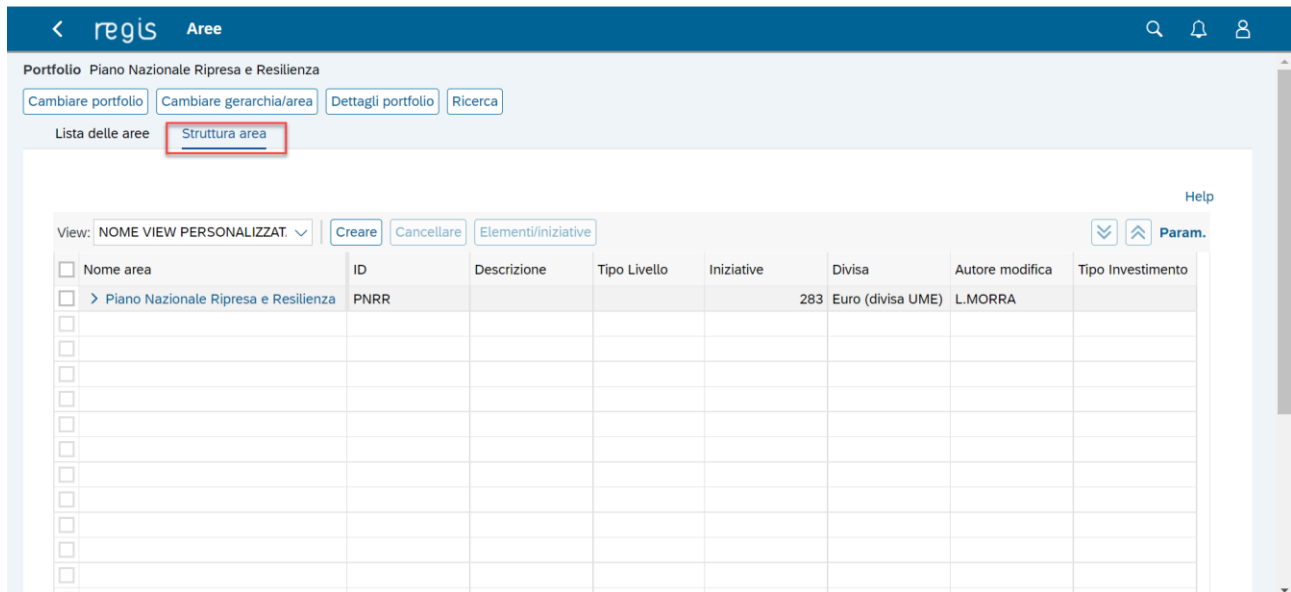 regis Aree
Portfolio Piano Nazionale Ripresa e Resilienza
Cambiare portfolio Cambiare gerarchia/area Dettagli portfolio Ricerca
Lista delle aree Struttura area
Help
View: NOME VIEW PERSONALIZZAT. Creare Cancellare Elementi/iniziative Param.
Nome area ID Descrizione Tipo Livello Iniziative Divisa Autore modifica Tipo Investimento
Piano Nazionale Ripresa e Resilienza PNRR 283 Euro (divisa UME) L.MORRA